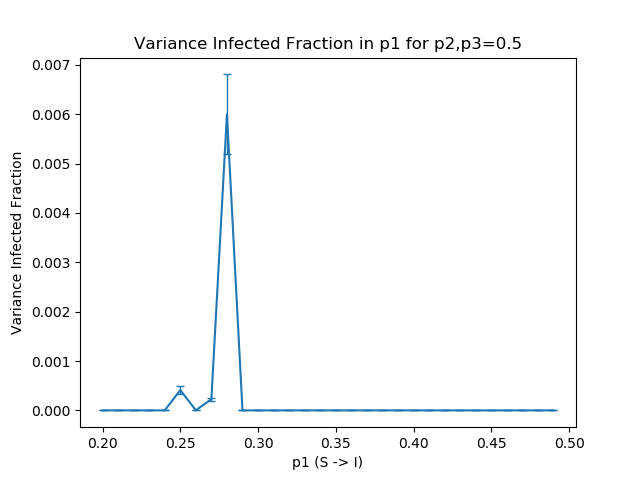 Variance Infected Fraction in p1 for p2,p3=0.5
Variance Infected Fraction
0.007
0.006
0.005
0.004
0.003
0.002
0.001
0.000
0.20 0.25 0.30 0.35 0.40 0.45 0.50
p1 (S -> I)